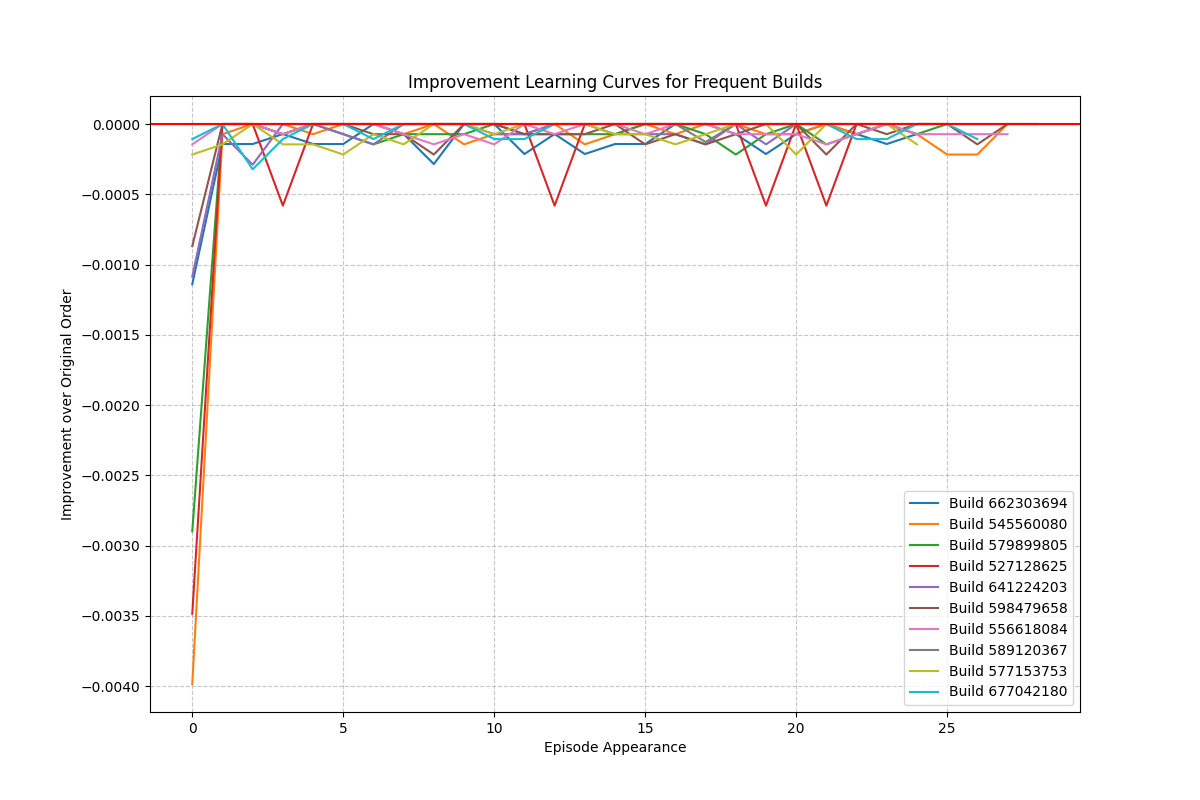 Improvement Learning Curves for Frequent Builds
0.0000
−0.0005
−0.0010
−0.0015
−0.0020
−0.0025
−0.0030
−0.0035
−0.0040
Improvement over Original Order
Build 662303694
Build 545560080
Build 579899805
Build 527128625
Build 641224203
Build 598479658
Build 556618084
Build 589120367
Build 577153753
Build 677042180
0 5 10 15 20 25
Episode Appearance